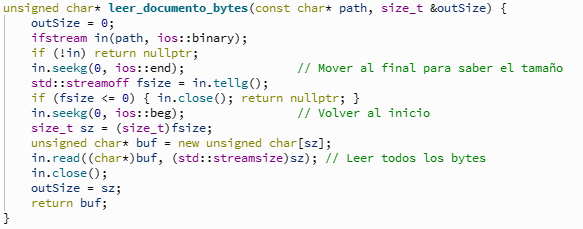 unsigned char* leer_documento_bytes(const char* path, size_t &outSize) {
    outSize = 0;
    ifstream in(path, ios::binary);
    if (!in) return nullptr;
    in.seekg(0, ios::end);                    // Mover al final para saber el tamaño
    std::streamoff fsize = in.tellg();
    if (fsize <= 0) { in.close(); return nullptr; }
    in.seekg(0, ios::beg);                    // Volver al inicio
    size_t sz = (size_t)fsize;
    unsigned char* buf = new unsigned char[sz];
    in.read((char*)buf, (std::streamsize)sz); // Leer todos los bytes
    in.close();
    outSize = sz;
    return buf;
}